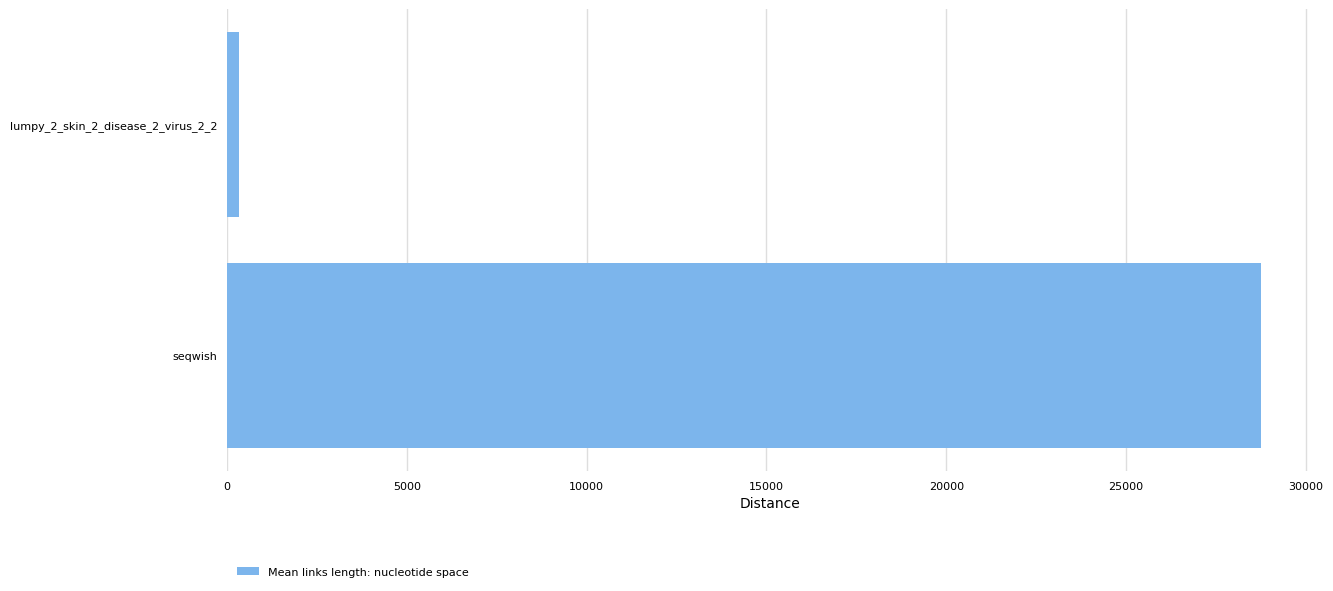 lumpy_2_skin_2_disease_2_virus_2_2
seqwish
0 5000 10000 15000 20000 25000 30000
Distance
Mean links length: nucleotide space